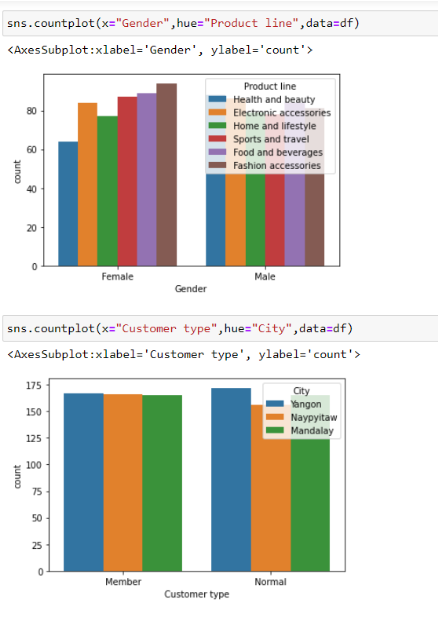 sns.countplot(x="Gender",hue="Product line",data=df)
<AxesSubplot:xlabel='Gender', ylabel='count'>
Product line
Health and beauty
Electronic accessories
Home and lifestyle
Sports and travel
Food and beverages
Fashion accessories
80
60
40
20
0
count
Female Male
Gender
sns.countplot(x="Customer type",hue="City",data=df)
<AxesSubplot:xlabel='Customer type', ylabel='count'>
City
Yangon
Naypyitaw
Mandalay
175
150
125
100
75
50
25
0
count
Member Normal
Customer type